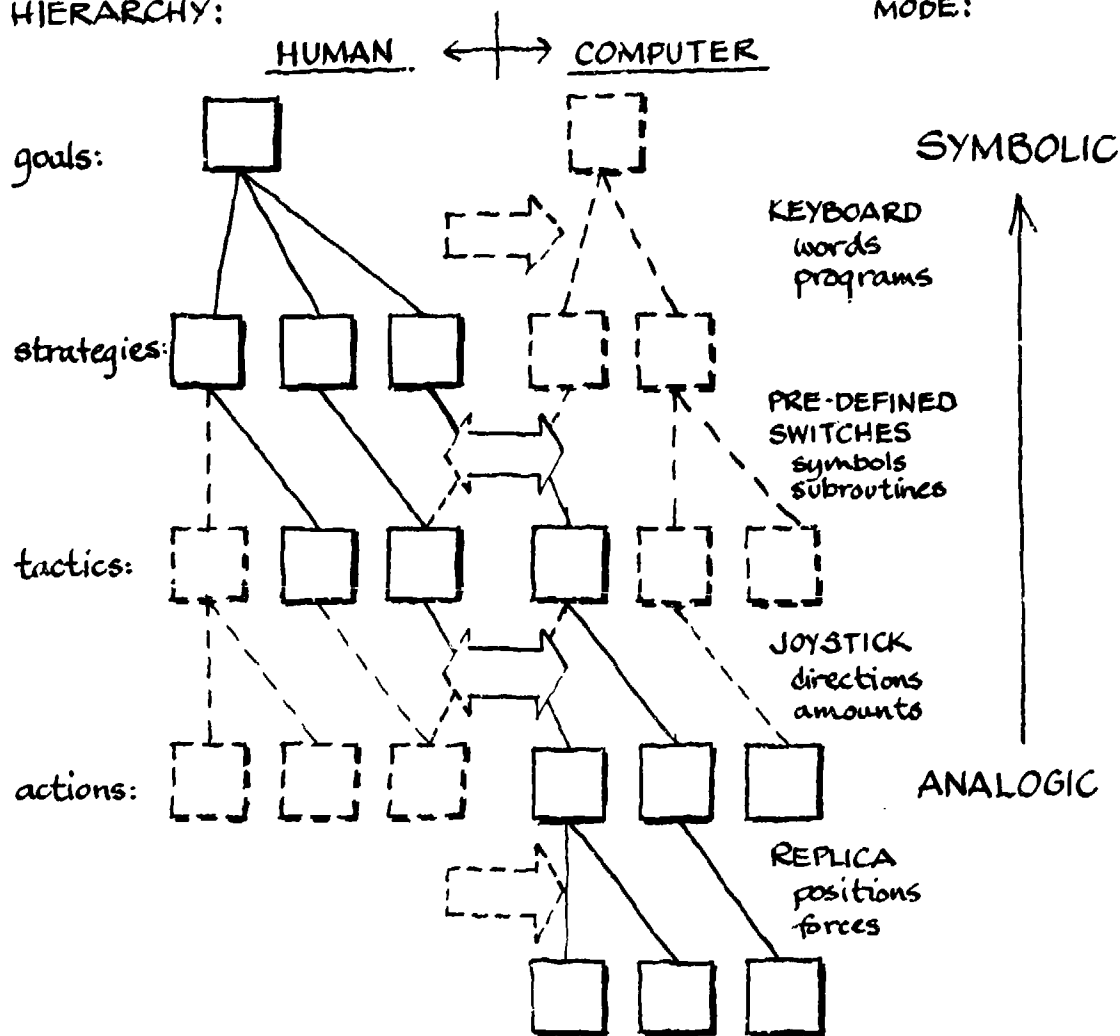 HIERARCHY:
MODE:
HUMAN
COMPUTER
goals:
SYMBOLIC
KEYBOARD
words
programs
strategies:
PRE-DEFINED
SWITCHES
symbols
subroutines
tactics:
JOYSTICK
directions
amounts
actions:
ANALOGIC
REPLICA
positions
forces